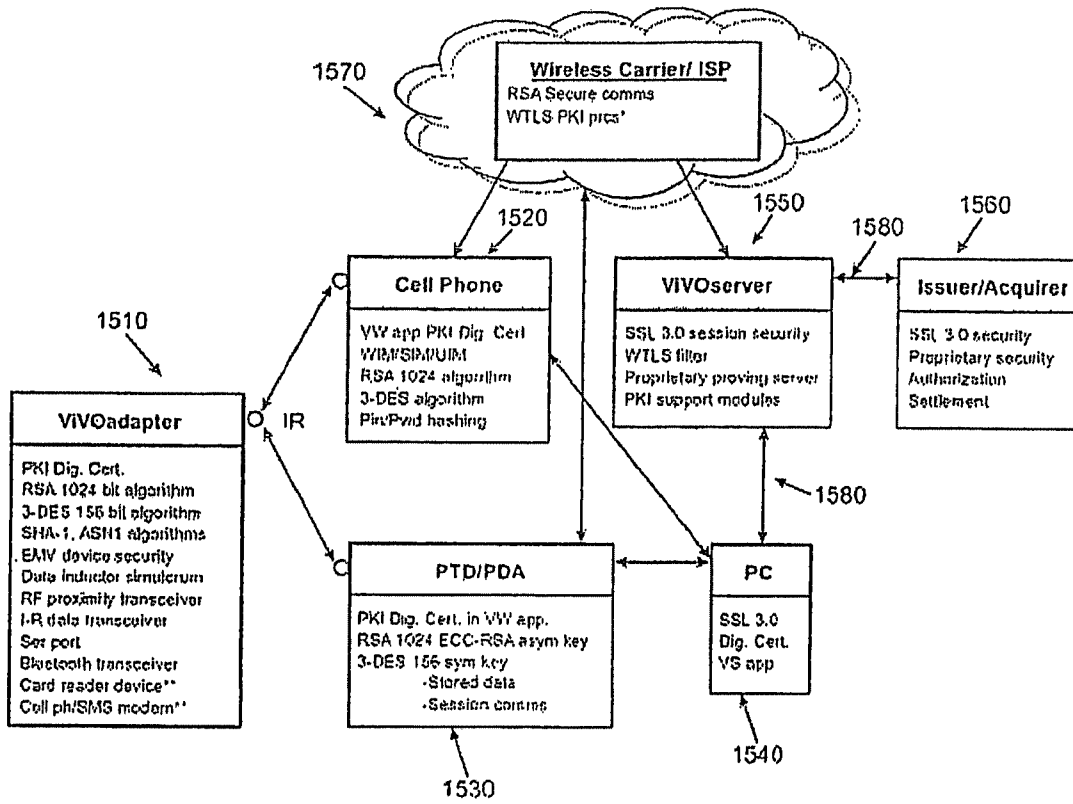 1570
Wireless Carrier/ ISP
RSA Secure comms
WTLS PKI prcs*
1520
1550
1580
1560
Cell Phone
VW app PKI Dig. Cert
WIM/SIM/UIM
RSA 1024 algorithm
3-DES algorithm
Pin/Pwd hashing
ViVOserver
SSL 3.0 session security
WTLS filter
Proprietary proving server
PKI support modules
Issuer/Acquirer
SSL 3.0 security
Proprietary security
Authorization
Settlement
1510
IR
ViVOadapter
PKI Dig. Cert.
RSA 1024 bit algorithm
3-DES 156 bit algorithm
SHA-1, ASN1 algorithms
EMV device security
Data inductor simulcrum
RF proximity transceiver
I-R data transceiver
Ser port
Bluetooth transceiver
Card reader device**
Cell ph/SMS modem**
1580
PTD/PDA
PKI Dig. Cert. in VW app.
RSA 1024 ECC-RSA asym key
3-DES 156 sym key
-Stored data
-Session comms
1530
PC
SSL 3.0
Dig. Cert.
VS app
1540